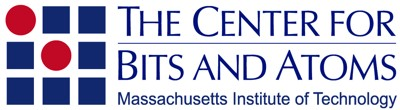 THE CENTER FOR
BITS AND ATOMS
Massachusetts Institute of Technology